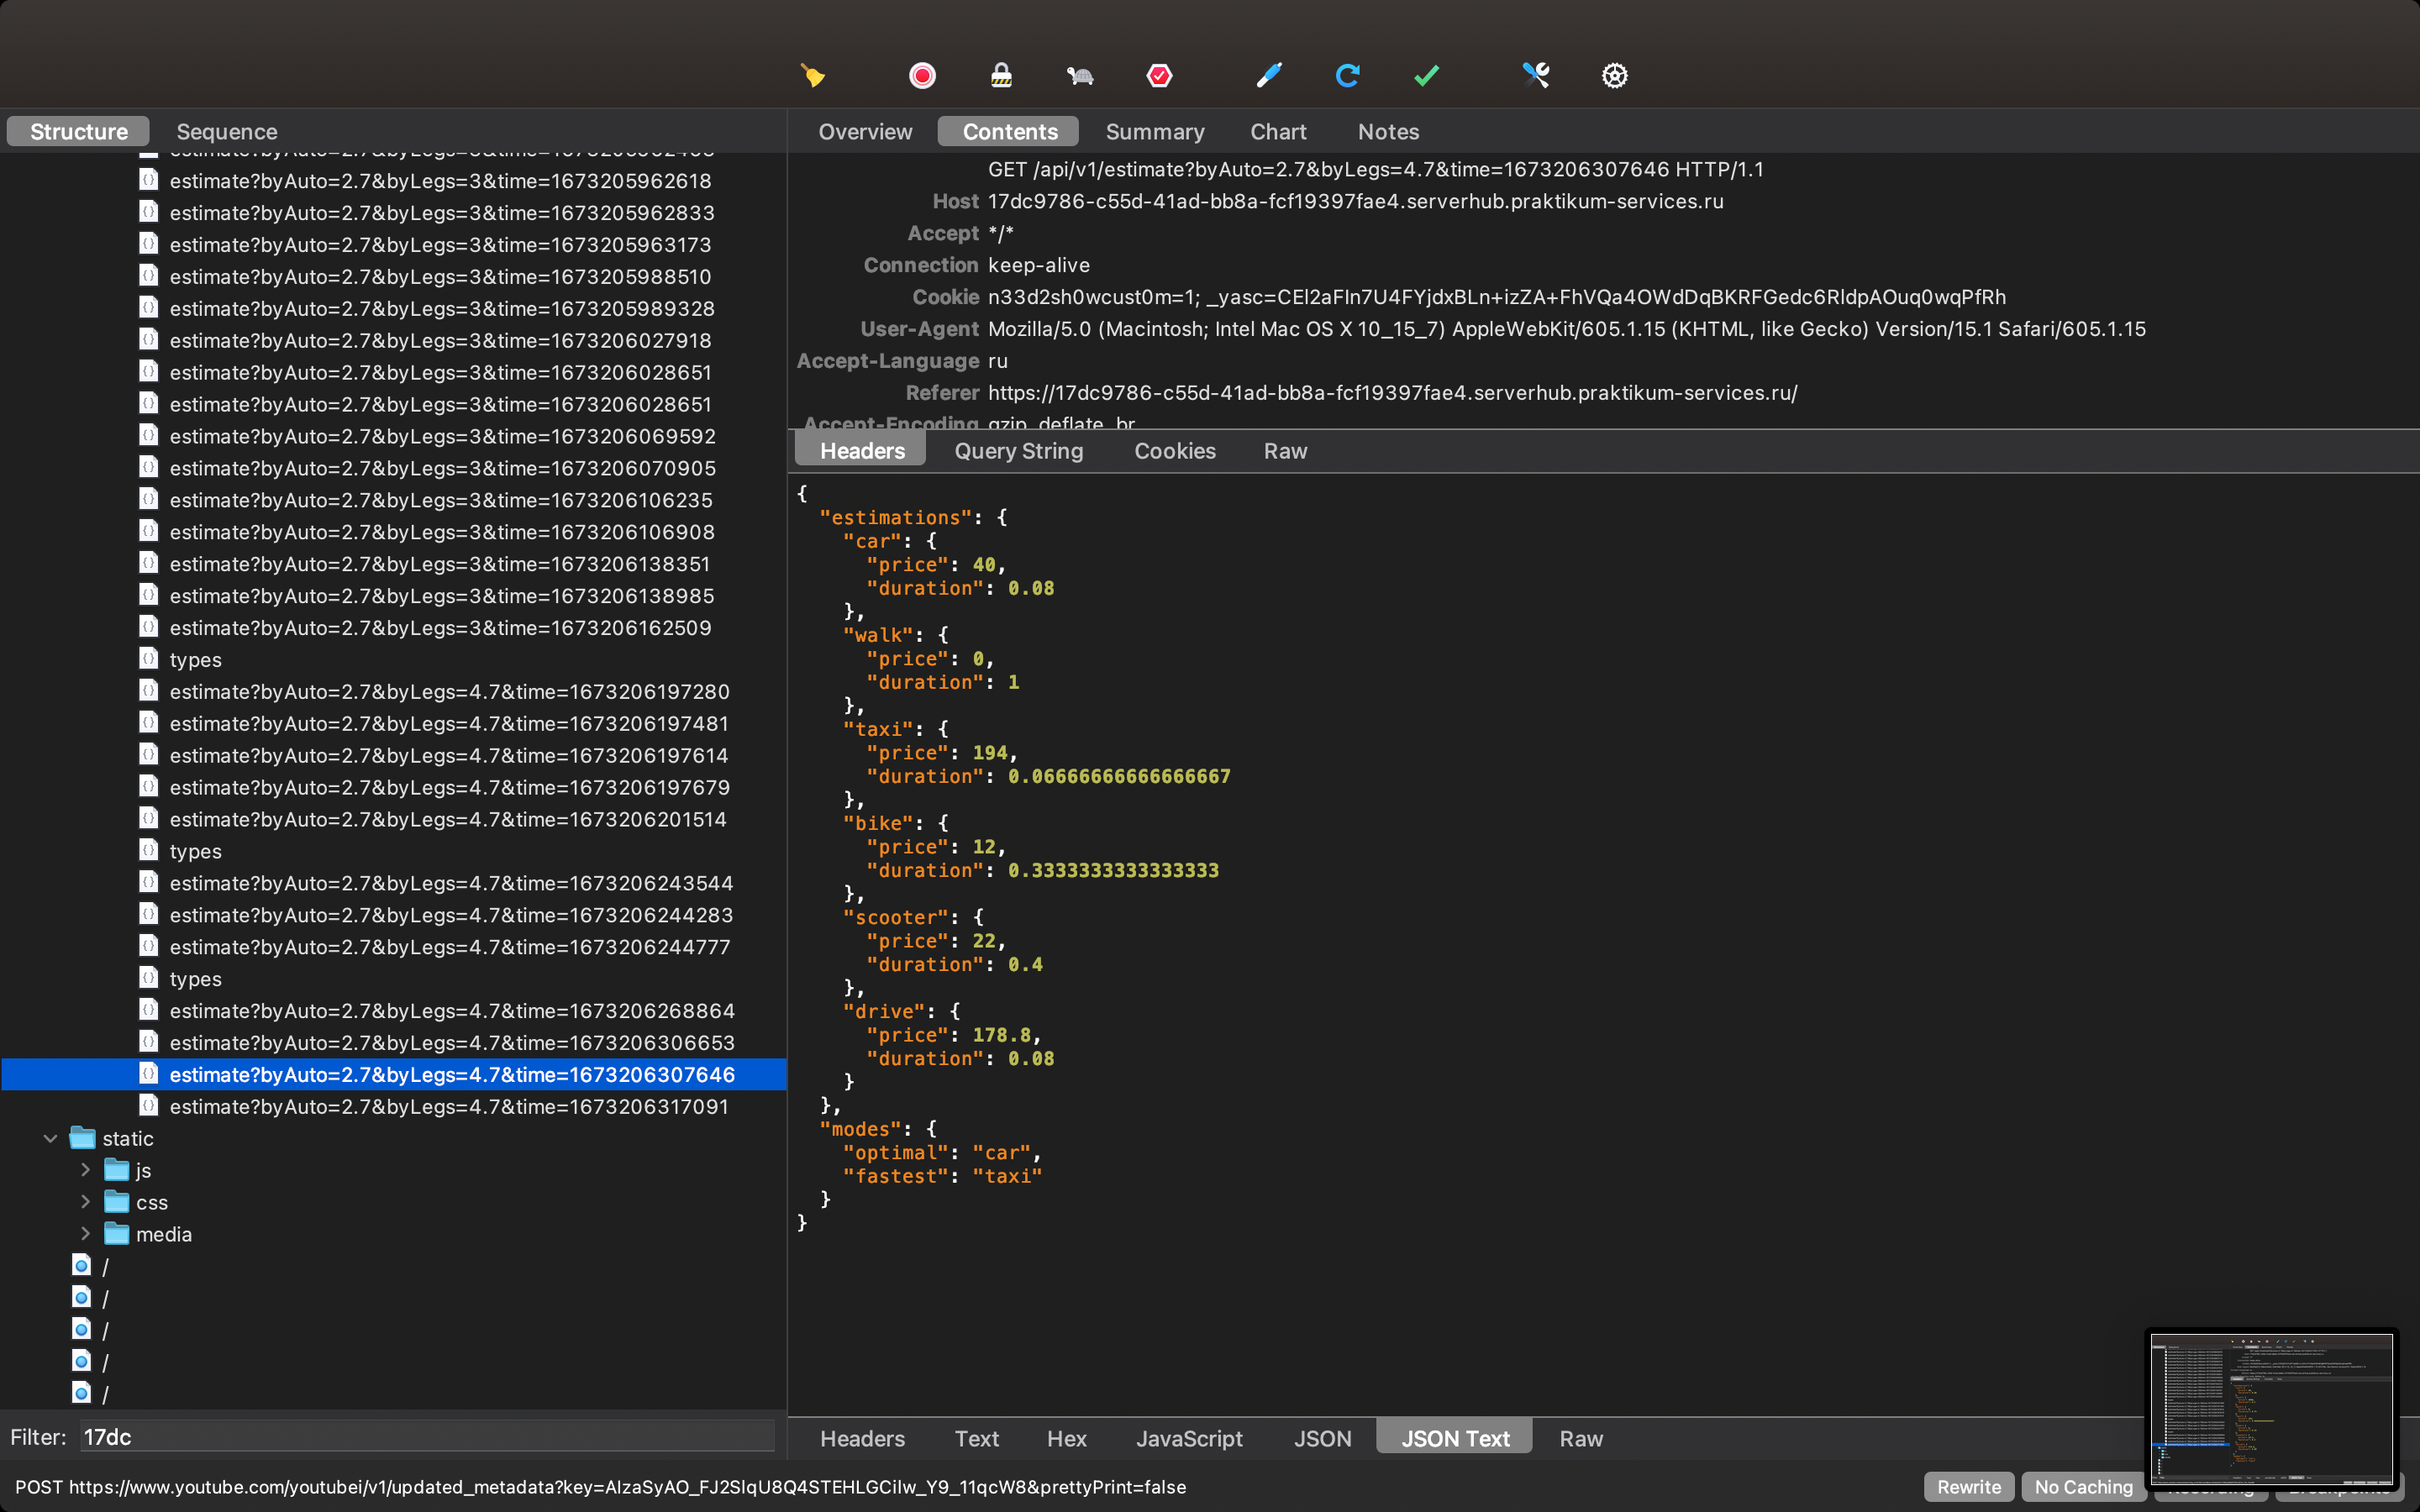 Structure
Sequence
estimate?byAuto=2.7&byLegs=3&time=1673205962618
estimate?byAuto=2.7&byLegs=3&time=1673205962833
estimate?byAuto=2.7&byLegs=3&time=1673205963173
estimate?byAuto=2.7&byLegs=3&time=1673205988510
estimate?byAuto=2.7&byLegs=3&time=1673205989328
estimate?byAuto=2.7&byLegs=3&time=1673206027918
estimate?byAuto=2.7&byLegs=3&time=1673206028651
estimate?byAuto=2.7&byLegs=3&time=1673206028651
estimate?byAuto=2.7&byLegs=3&time=1673206069592
estimate?byAuto=2.7&byLegs=3&time=1673206070905
estimate?byAuto=2.7&byLegs=3&time=1673206106235
estimate?byAuto=2.7&byLegs=3&time=1673206106908
estimate?byAuto=2.7&byLegs=3&time=1673206138351
estimate?byAuto=2.7&byLegs=3&time=1673206138985
estimate?byAuto=2.7&byLegs=3&time=1673206162509
types
estimate?byAuto=2.7&byLegs=4.7&time=1673206197280
estimate?byAuto=2.7&byLegs=4.7&time=1673206197481
estimate?byAuto=2.7&byLegs=4.7&time=1673206197614
estimate?byAuto=2.7&byLegs=4.7&time=1673206197679
estimate?byAuto=2.7&byLegs=4.7&time=1673206201514
types
estimate?byAuto=2.7&byLegs=4.7&time=1673206243544
estimate?byAuto=2.7&byLegs=4.7&time=1673206244283
estimate?byAuto=2.7&byLegs=4.7&time=1673206244777
types
estimate?byAuto=2.7&byLegs=4.7&time=1673206268864
estimate?byAuto=2.7&byLegs=4.7&time=1673206306653
estimate?byAuto=2.7&byLegs=4.7&time=1673206307646
estimate?byAuto=2.7&byLegs=4.7&time=1673206317091
static
js
css
media
/
/
/
/
/
Filter: 17dc
Overview Contents Summary Chart Notes
GET /api/v1/estimate?byAuto=2.7&byLegs=4.7&time=1673206307646 HTTP/1.1
Host 17dc9786-c55d-41ad-bb8a-fcf19397fae4.serverhub.praktikum-services.ru
Accept */*
Connection keep-alive
Cookie n33d2sh0wcust0m=1; _yasc=CEl2aFIn7U4FYjdxBLn+izZA+FhVQa4OWdDqBKRFGedc6RldpAOuq0wqPfRh
User-Agent Mozilla/5.0 (Macintosh; Intel Mac OS X 10_15_7) AppleWebKit/605.1.15 (KHTML, like Gecko) Version/15.1 Safari/605.1.15
Accept-Language ru
Referer https://17dc9786-c55d-41ad-bb8a-fcf19397fae4.serverhub.praktikum-services.ru/
Accept-Encoding gzip, deflate, br
Headers Query String Cookies Raw
{
"estimations": {
"car": {
"price": 40,
"duration": 0.08
},
"walk": {
"price": 0,
"duration": 1
},
"taxi": {
"price": 194,
"duration": 0.06666666666666667
},
"bike": {
"price": 12,
"duration": 0.3333333333333333
},
"scooter": {
"price": 22,
"duration": 0.4
},
"drive": {
"price": 178.8,
"duration": 0.08
}
},
"modes": {
"optimal": "car",
"fastest": "taxi"
}
}
Headers Text Hex JavaScript JSON JSON Text Raw
POST https://www.youtube.com/youtubei/v1/updated_metadata?key=AIzaSyAO_FJ2SlqU8Q4STEHLGCilw_Y9_11qcW8&prettyPrint=false
Rewrite No Caching